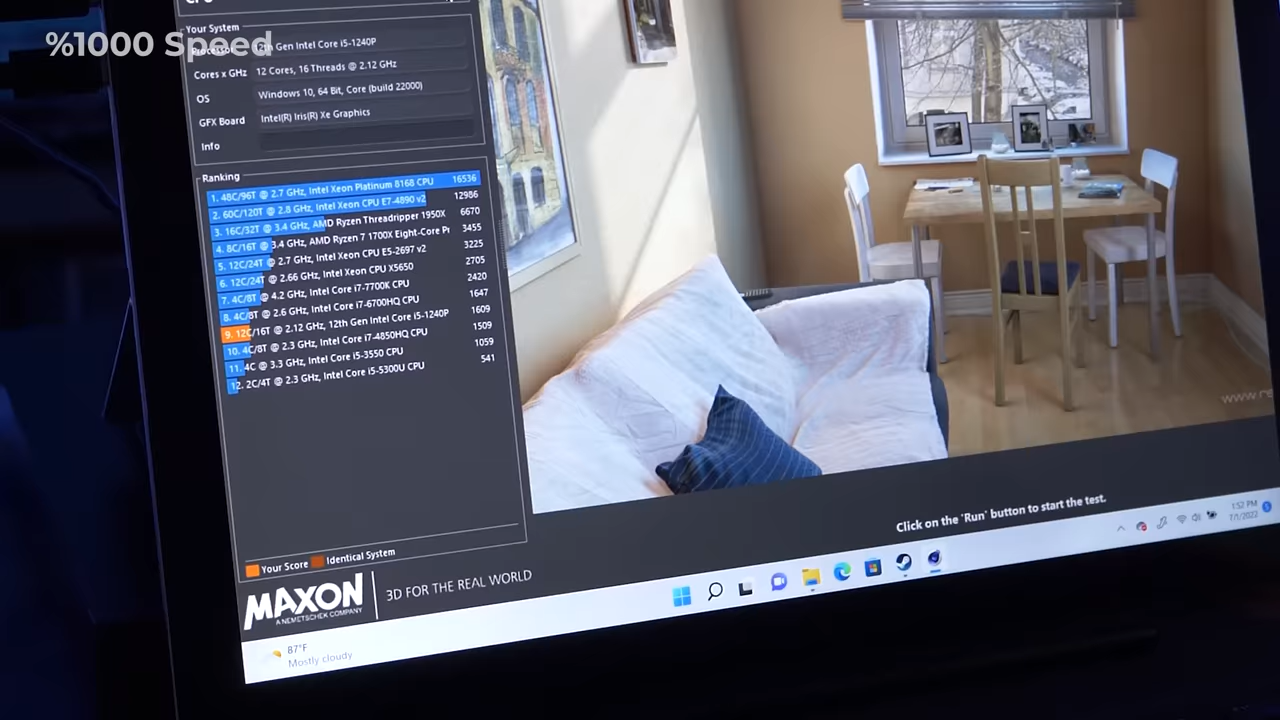 %1000 Speed
Your System
Processor 12th Gen Intel Core i5-1240P
Cores x GHz 12 Cores, 16 Threads @ 2.12 GHz
OS Windows 10, 64 Bit, Core (build 22000)
GFX Board Intel(R) Iris(R) Xe Graphics
Info
Ranking
1. 48C/96T @ 2.7 GHz, Intel Xeon Platinum 8168 CPU 16536
2. 60C/120T @ 2.8 GHz, Intel Xeon CPU E7-4890 v2 12986
3. 16C/32T @ 3.4 GHz, AMD Ryzen Threadripper 1950X 6670
4. 8C/16T @ 3.4 GHz, AMD Ryzen 7 1700X Eight-Core Pr 3455
5. 12C/24T @ 2.7 GHz, Intel Xeon CPU E5-2697 v2 3225
6. 12C/24T @ 2.66 GHz, Intel Xeon CPU X5650 2705
7. 4C/8T @ 4.2 GHz, Intel Core i7-7700K CPU 2420
8. 4C/8T @ 2.6 GHz, Intel Core i7-6700HQ CPU 1647
9. 12C/16T @ 2.12 GHz, 12th Gen Intel Core i5-1240P 1609
10. 4C/8T @ 2.3 GHz, Intel Core i7-4850HQ CPU 1509
11. 4C @ 3.3 GHz, Intel Core i5-3550 CPU 1059
12. 2C/4T @ 2.3 GHz, Intel Core i5-5300U CPU 541
Your Score Identical System
MAXON
A NEMETSCHEK COMPANY
3D FOR THE REAL WORLD
www.re
Click on the 'Run' button to start the test.
87°F
Mostly cloudy
1:52 PM
7/1/2022